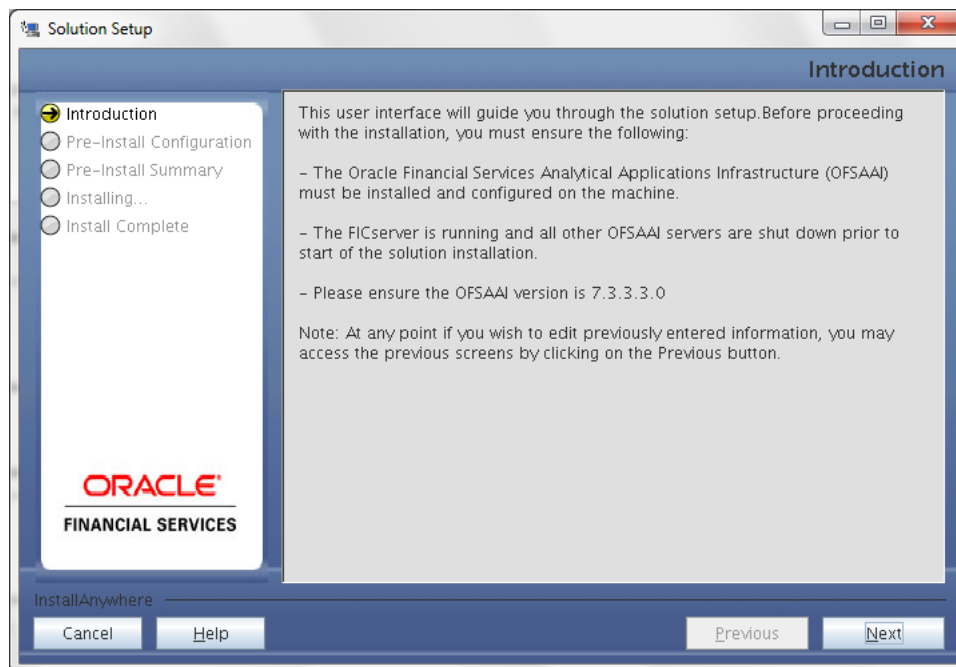 Solution Setup
Introduction
Introduction
Pre-Install Configuration
Pre-Install Summary
Installing...
Install Complete
ORACLE
FINANCIAL SERVICES
This user interface will guide you through the solution setup.Before proceeding
with the installation, you must ensure the following:
- The Oracle Financial Services Analytical Applications Infrastructure (OFSAAI)
must be installed and configured on the machine.
- The FICserver is running and all other OFSAAI servers are shut down prior to
start of the solution installation.
- Please ensure the OFSAAI version is 7.3.3.3.0
Note: At any point if you wish to edit previously entered information, you may
access the previous screens by clicking on the Previous button.
InstallAnywhere
Cancel
Help
Previous
Next